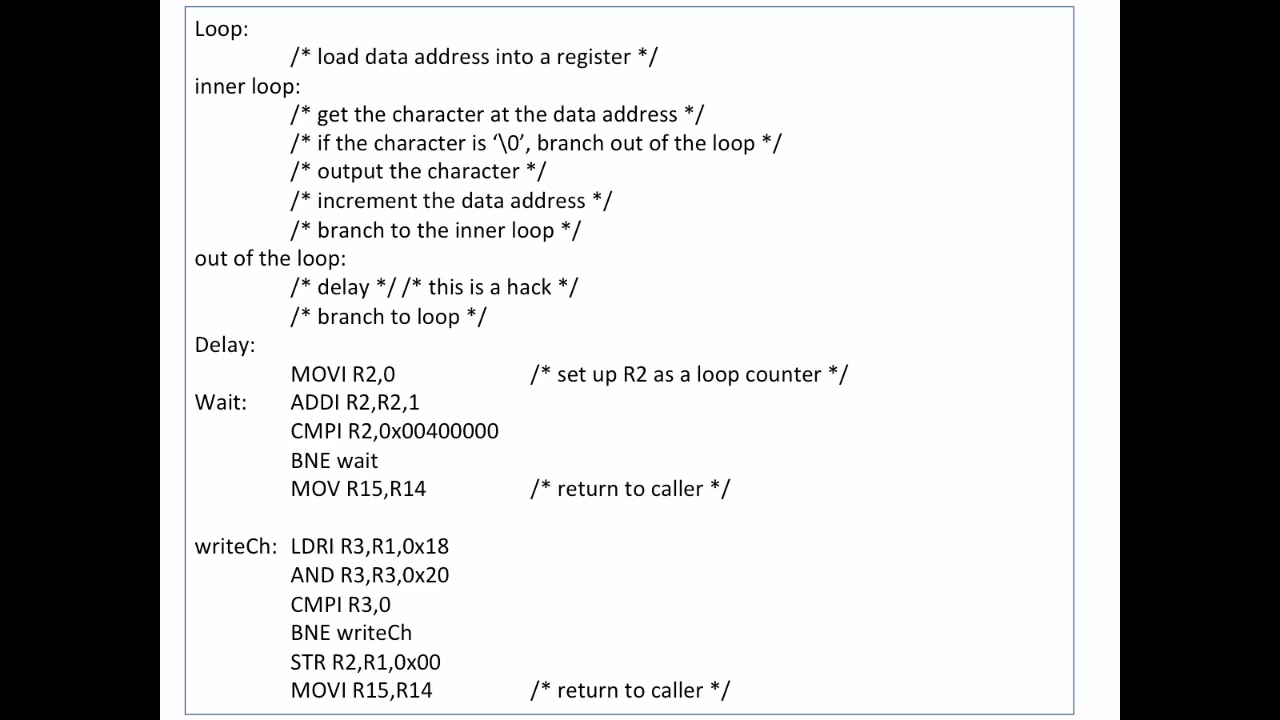 Loop:
/* load data address into a register */
inner loop:
/* get the character at the data address */
/* if the character is ‘\0’, branch out of the loop */
/* output the character */
/* increment the data address */
/* branch to the inner loop */
out of the loop:
/* delay */ /* this is a hack */
/* branch to loop */
Delay:
MOVI R2,0 /* set up R2 as a loop counter */
Wait: ADDI R2,R2,1
CMPI R2,0x00400000
BNE wait
MOV R15,R14 /* return to caller */
writeCh: LDRI R3,R1,0x18
AND R3,R3,0x20
CMPI R3,0
BNE writeCh
STR R2,R1,0x00
MOVI R15,R14 /* return to caller */